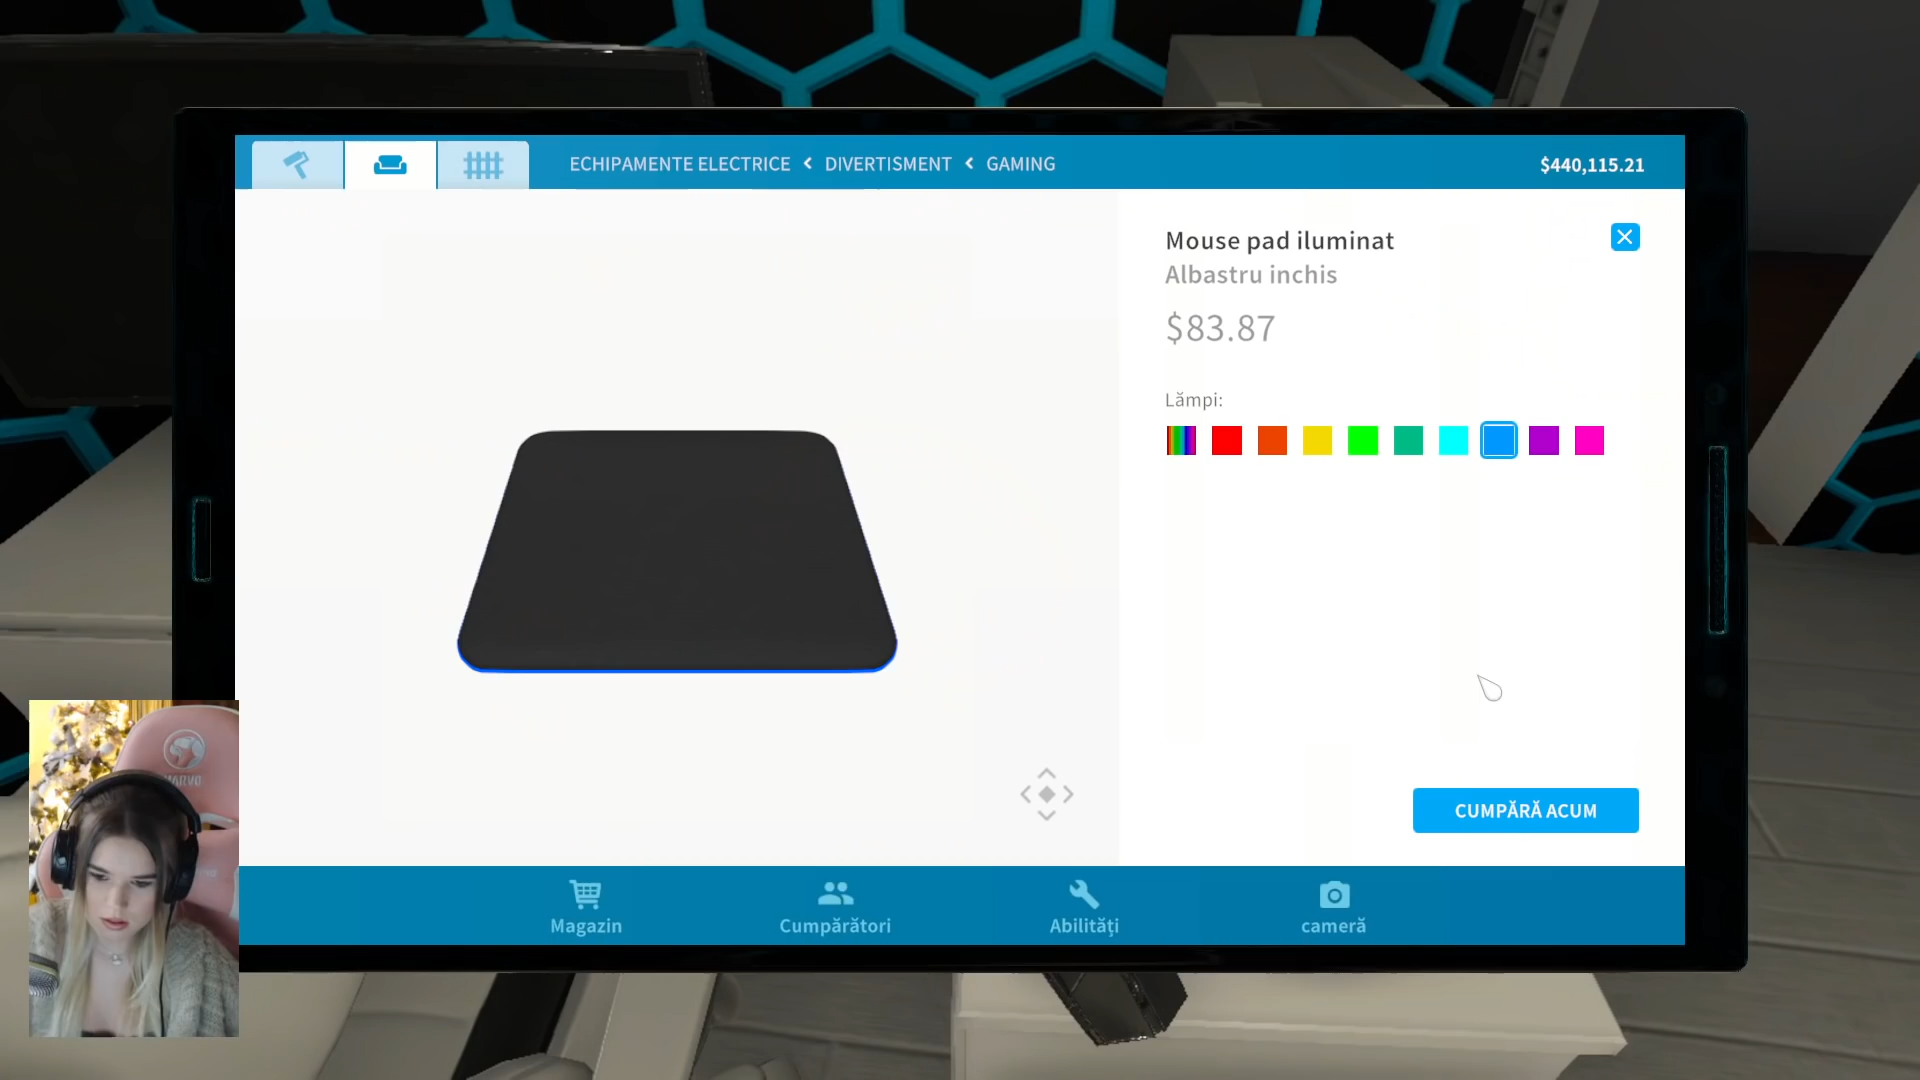 ECHIPAMENTE ELECTRICE < DIVERTISMENT < GAMING
$440,115.21
Mouse pad iluminat
Albastru inchis
$83.87
Lămpi:
CUMPĂRĂ ACUM
Magazin
Cumpărători
Abilități
cameră